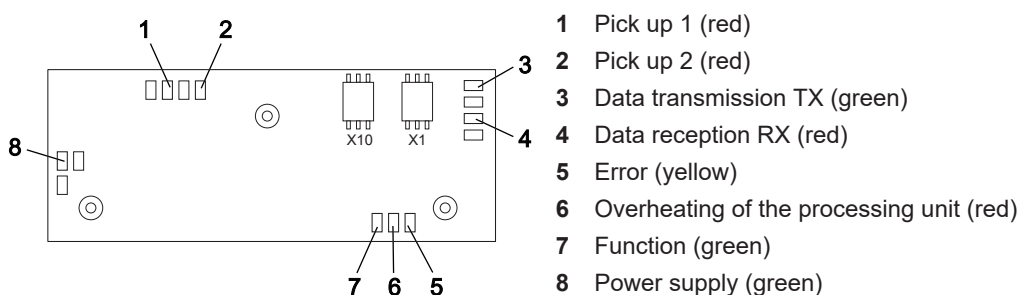 1 2
3
4
8
X10 X1
7 6 5
1 Pick up 1 (red)
2 Pick up 2 (red)
3 Data transmission TX (green)
4 Data reception RX (red)
5 Error (yellow)
6 Overheating of the processing unit (red)
7 Function (green)
8 Power supply (green)